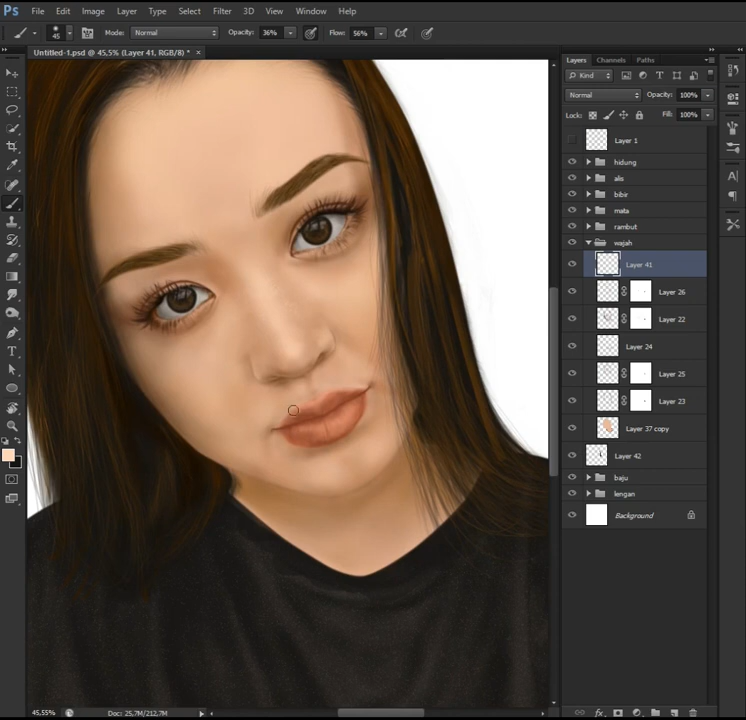 Ps File Edit Image Layer Type Select Filter 3D View Window Help
45 Mode: Normal Opacity: 36% Flow: 56%
Untitled-1.psd @ 45,5% (Layer 41, RGB/8) * ×
Layers Channels Paths
Kind
Normal Opacity: 100%
Lock: Fill: 100%
Layer 1
hidung
alis
bibir
mata
rambut
wajah
Layer 41
Layer 26
Layer 22
Layer 24
Layer 25
Layer 23
Layer 37 copy
Layer 42
baju
lengan
Background
45,55% Doc: 25,7M/212,7M